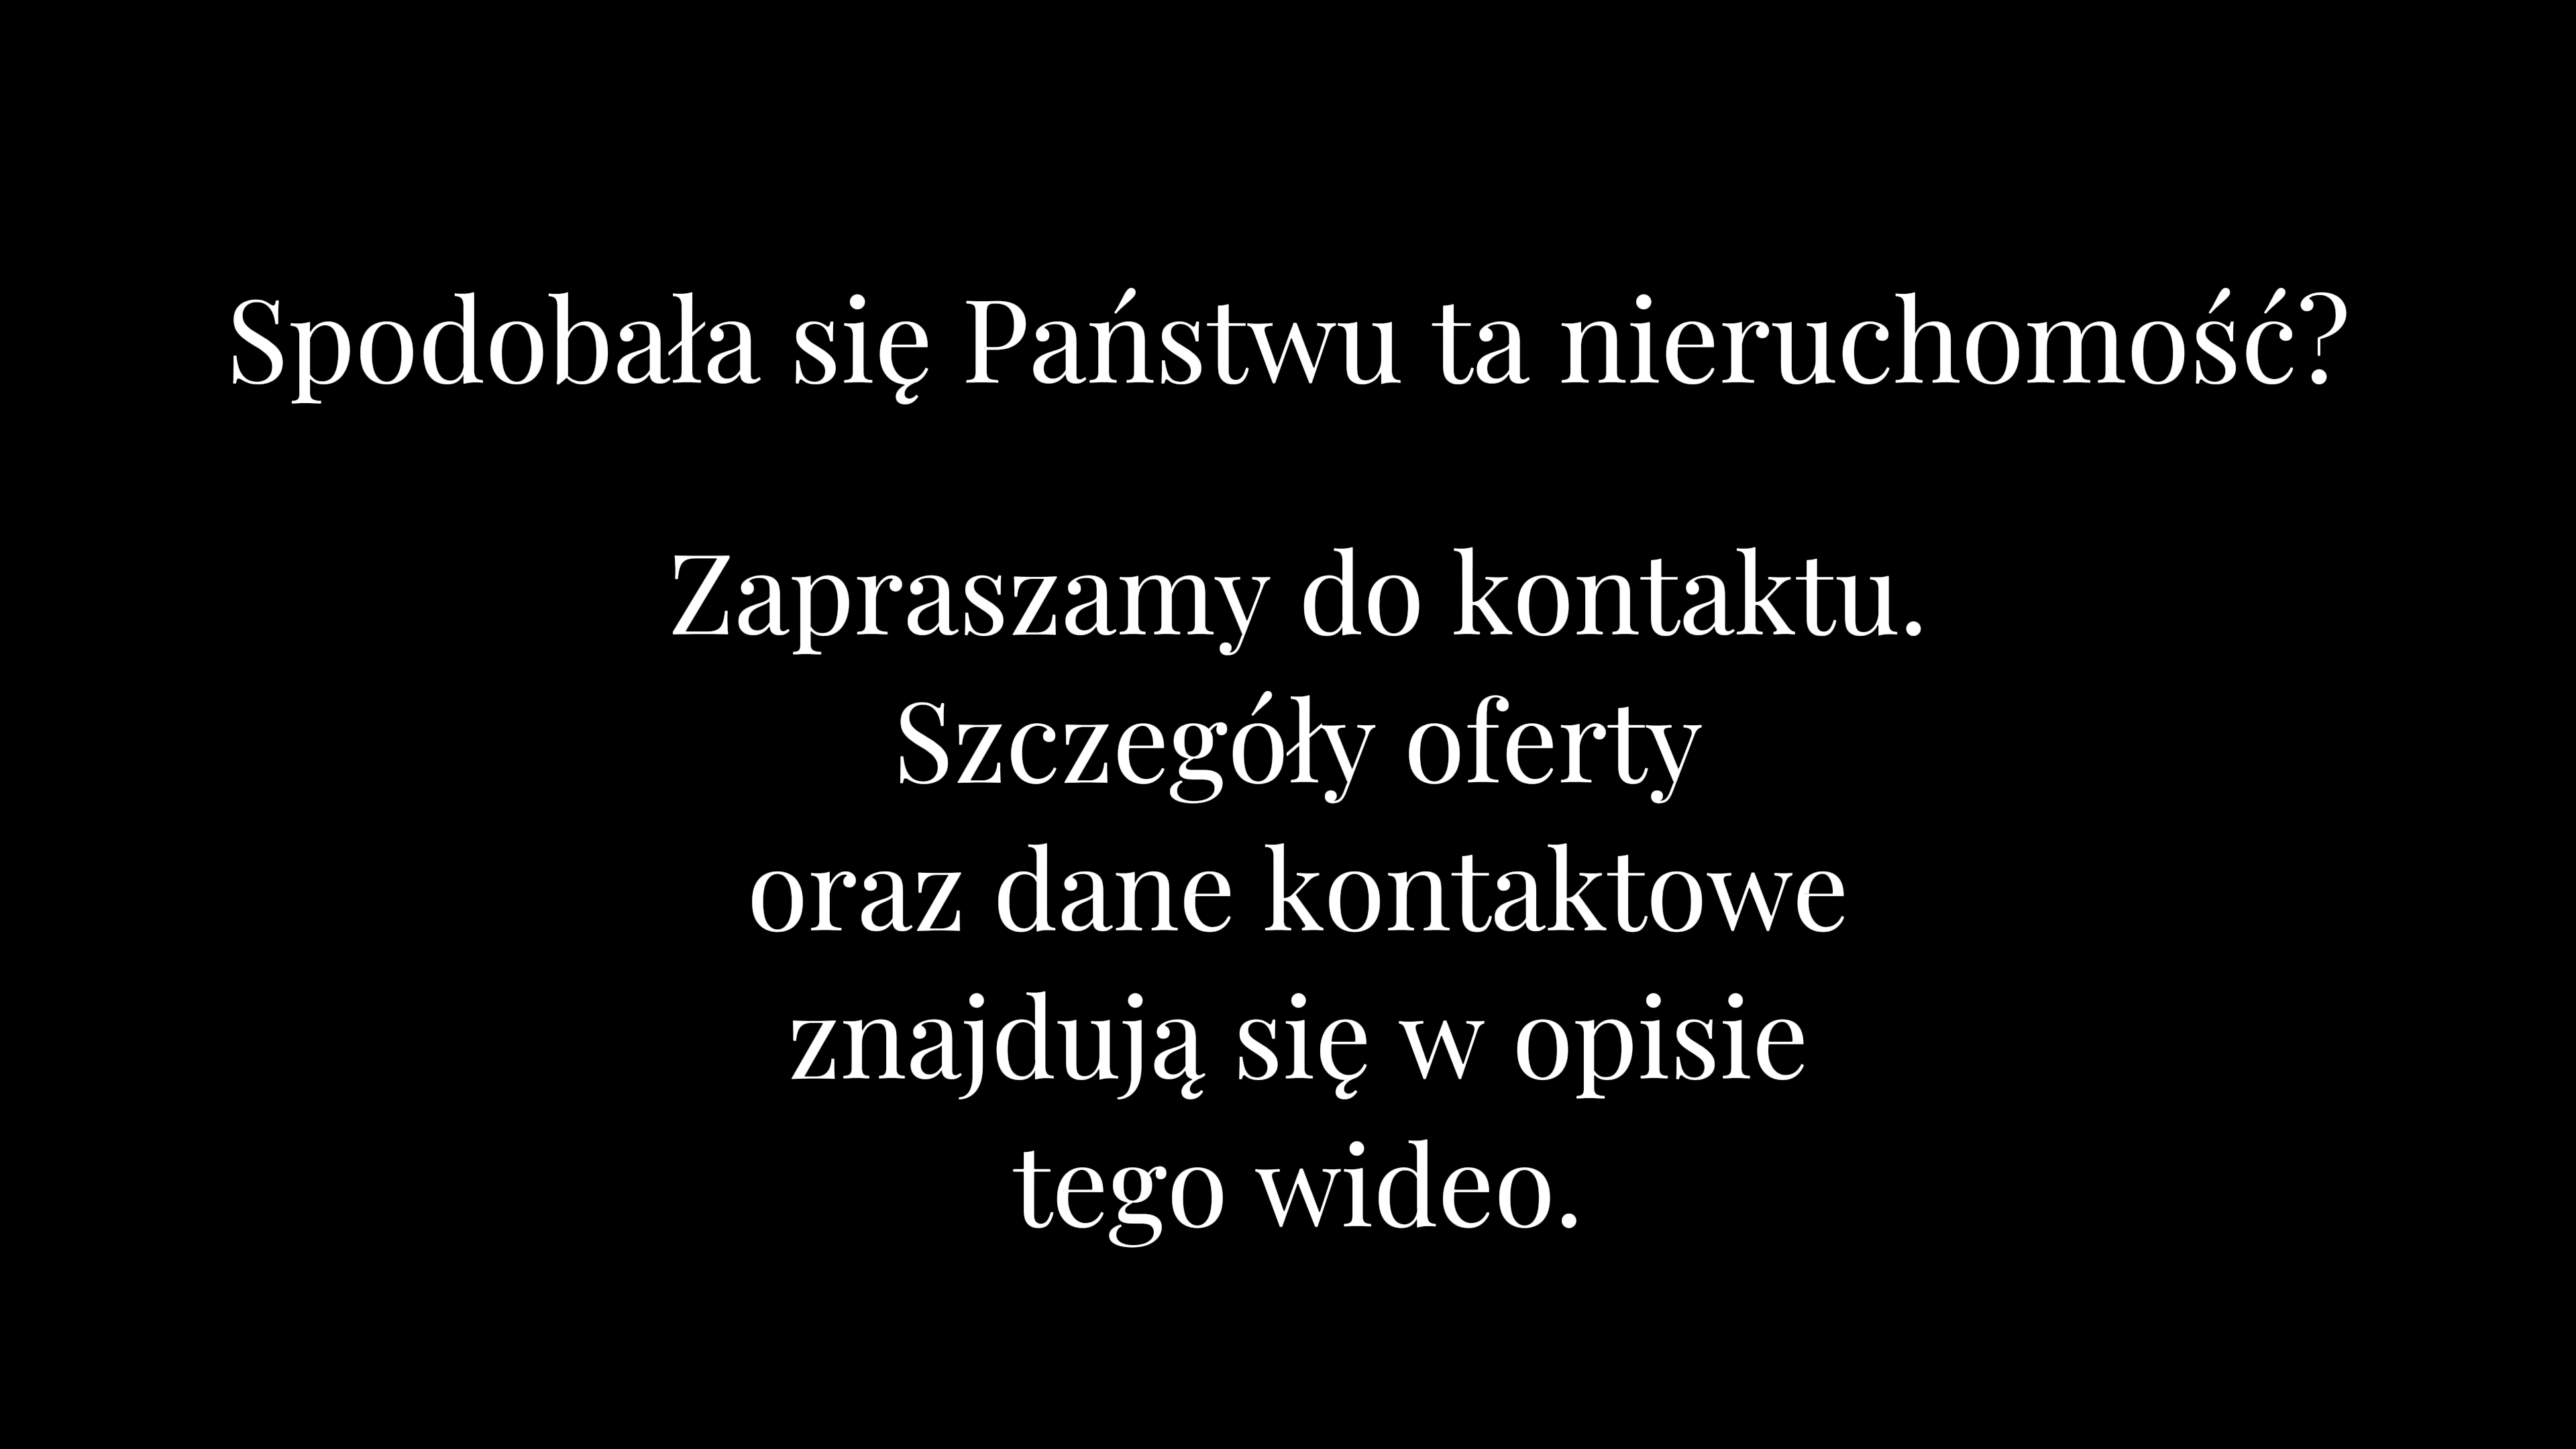 Spodobała się Państwu ta nieruchomość?
Zapraszamy do kontaktu.
Szczegóły oferty
oraz dane kontaktowe
znajdują się w opisie
tego wideo.